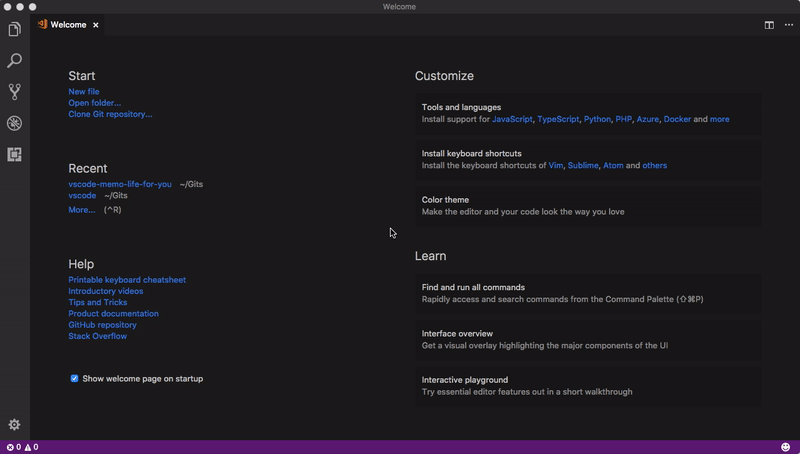 Welcome
Welcome ×
Start
New file
Open folder...
Clone Git repository...
Recent
vscode-memo-life-for-you ~/Gits
vscode ~/Gits
More... (^R)
Help
Printable keyboard cheatsheet
Introductory videos
Tips and Tricks
Product documentation
GitHub repository
Stack Overflow
Show welcome page on startup
Customize
Tools and languages
Install support for JavaScript, TypeScript, Python, PHP, Azure, Docker and more
Install keyboard shortcuts
Install the keyboard shortcuts of Vim, Sublime, Atom and others
Color theme
Make the editor and your code look the way you love
Learn
Find and run all commands
Rapidly access and search commands from the Command Palette (⇧⌘P)
Interface overview
Get a visual overlay highlighting the major components of the UI
Interactive playground
Try essential editor features out in a short walkthrough
0 0